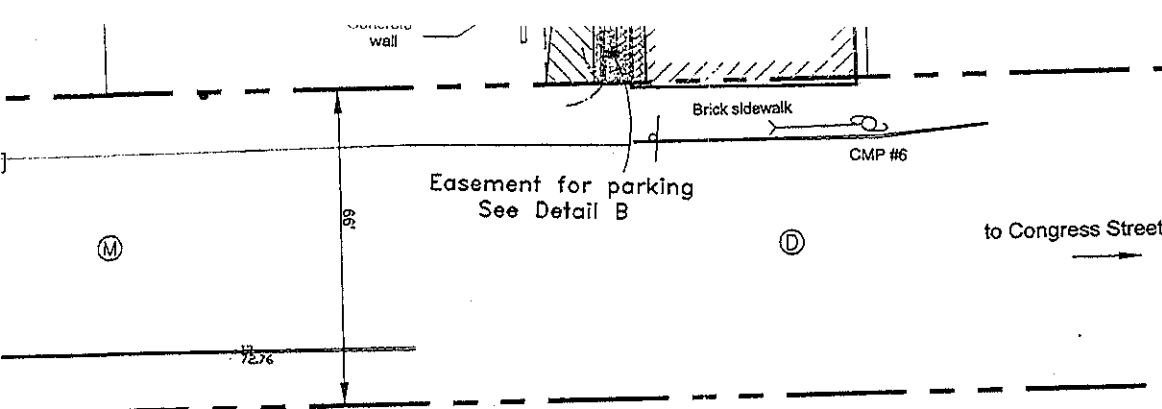 wall
Brick sidewalk
CMP #6
Easement for parking
See Detail B
66'
M
D
to Congress Street
72.76